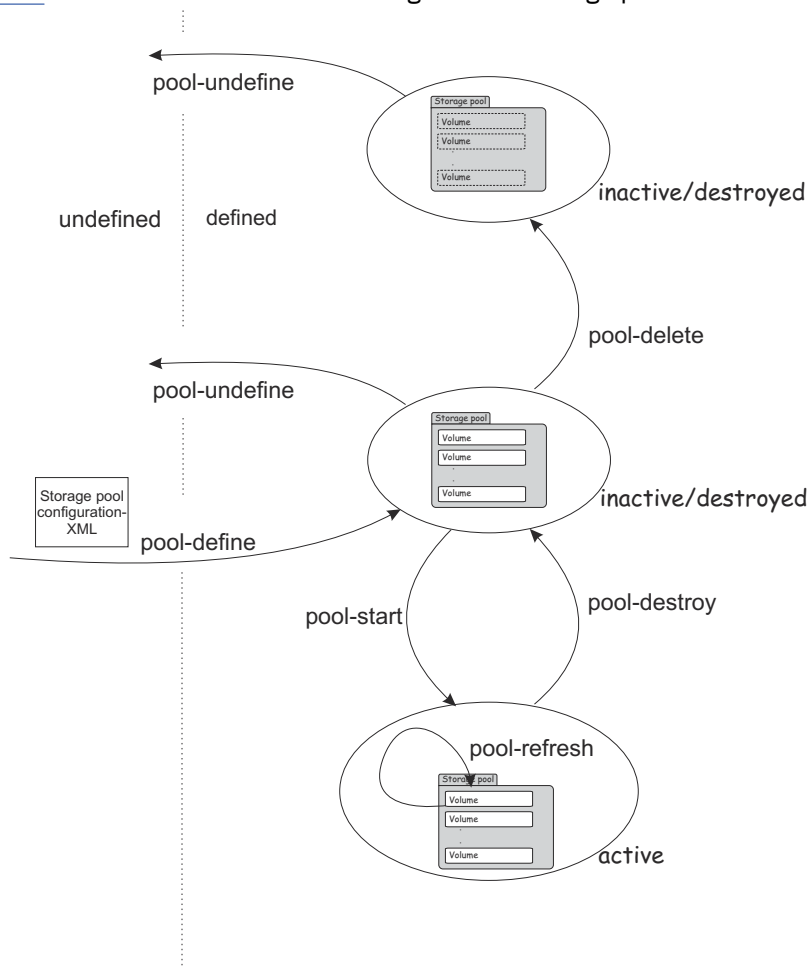 pool-undefine
Storage pool
Volume
Volume
.
.
Volume
inactive/destroyed
undefined
defined
pool-delete
pool-undefine
Storage pool
Volume
Volume
.
.
Volume
inactive/destroyed
Storage pool
configuration-
XML
pool-define
pool-start
pool-destroy
pool-refresh
Storage pool
Volume
Volume
.
.
Volume
active